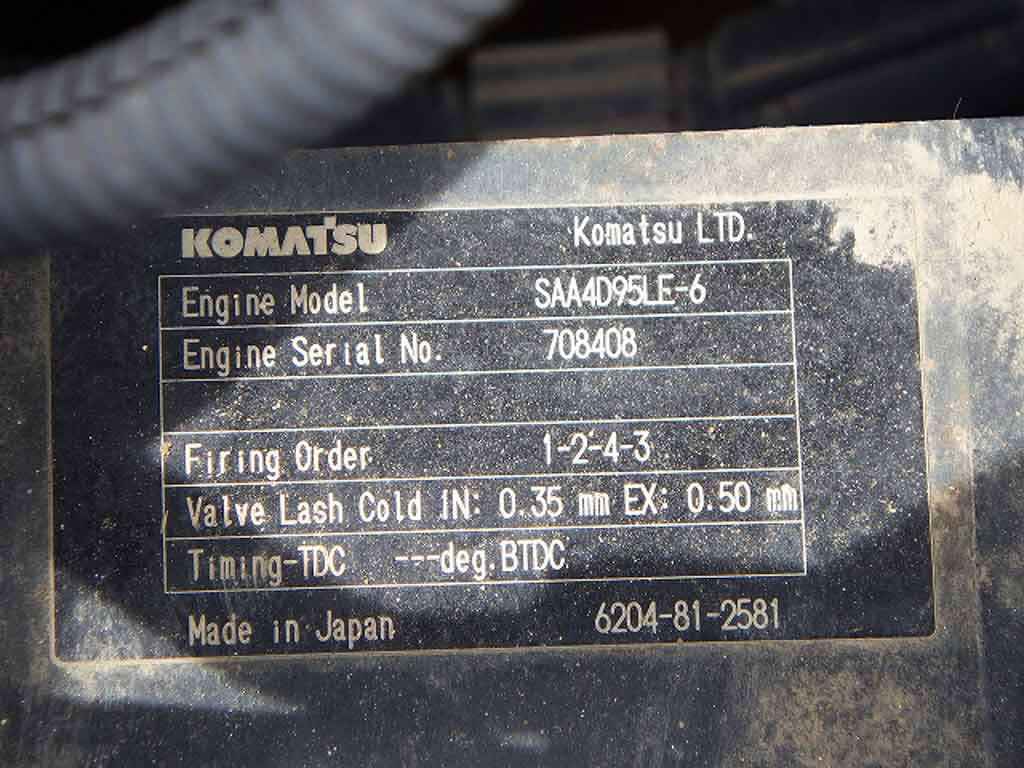 KOMATSU Komatsu LTD.
Engine Model SAA4D95LE-6
Engine Serial No. 708408
Firing Order 1-2-4-3
Valve Lash Cold IN: 0.35 mm EX: 0.50 mm
Timing-TDC ---deg.BTDC
Made in Japan 6204-81-2581